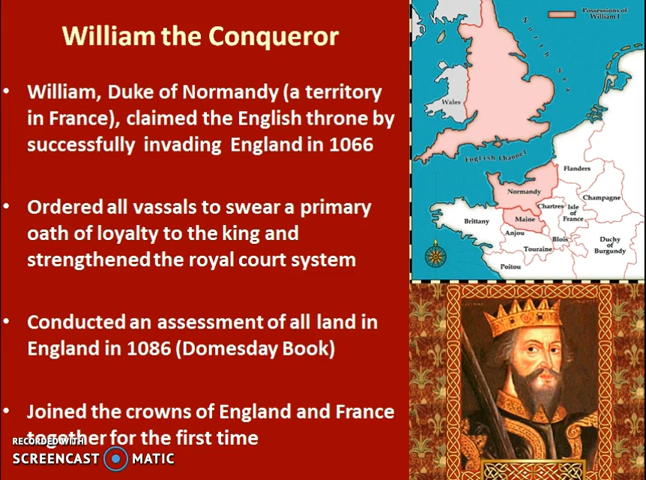 William the Conqueror
• William, Duke of Normandy (a territory
in France), claimed the English throne by
successfully invading England in 1066
• Ordered all vassals to swear a primary
oath of loyalty to the king and
strengthened the royal court system
• Conducted an assessment of all land in
England in 1086 (Domesday Book)
• Joined the crowns of England and France
together for the first time
RECORDED WITH
SCREENCAST MATIC
Possessions of
William I
North Sea
Wales
English Channel
Flanders
Normandy
Champagne
Chartres
Isle
of
France
Maine
Brittany
Anjou
Blois
Touraine
Duchy
of
Burgundy
Poitou